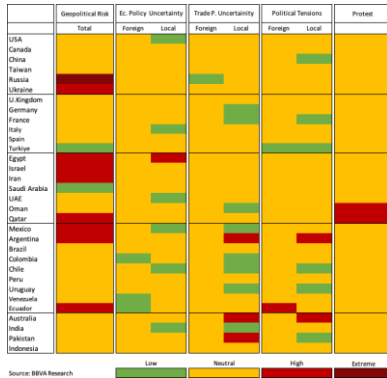 Geopolitical Risk Ec. Policy Uncertainty Trade P. Uncertainty Political Tensions Protest
Total Foreign Local Foreign Local Foreign Local
USA
Canada
China
Taiwan
Russia
Ukraine
U.Kingdom
Germany
France
Italy
Spain
Turkiye
Egypt
Israel
Iran
Saudi Arabia
UAE
Oman
Qatar
Mexico
Argentina
Brazil
Colombia
Chile
Peru
Uruguay
Venezuela
Ecuador
Australia
India
Pakistan
Indonesia
Low Neutral High Extreme
Source: BBVA Research